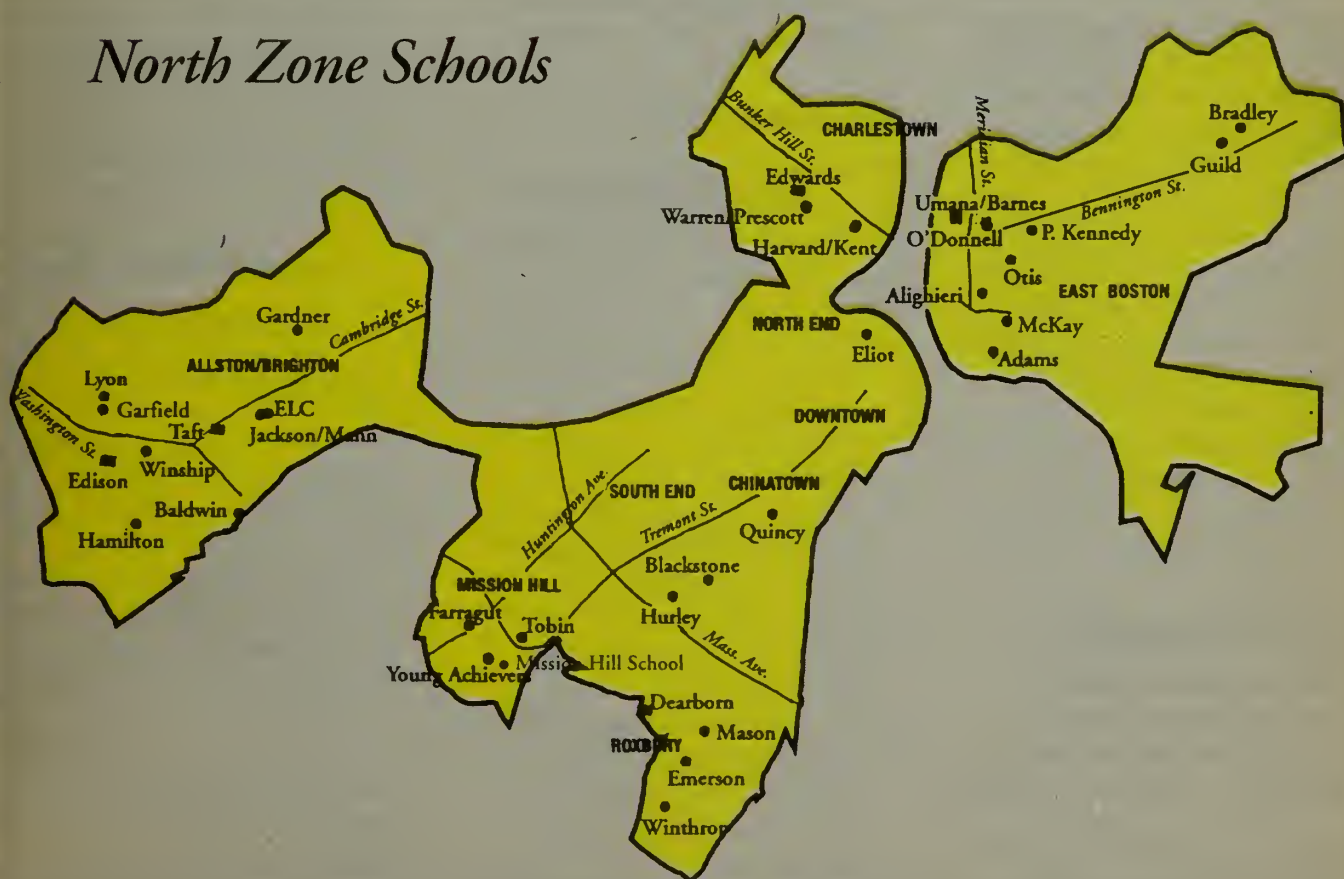 North Zone Schools
Bunker Hill St.
CHARLESTOWN
Edwards
Warren/Prescott
Harvard/Kent
Meridian St.
Bradley
Guild
Bennington St.
Umana/Barnes
O'Donnell
P. Kennedy
Otis
Alighieri
EAST BOSTON
McKay
Adams
Gardner
Cambridge St.
ALLSTON/BRIGHTON
Lyon
Garfield
Washington St.
Taft
ELC
Jackson/Mann
Edison
Winship
Baldwin
Hamilton
NORTH END
Eliot
DOWNTOWN
CHINATOWN
SOUTH END
Huntington Ave.
Tremont St.
Quincy
Blackstone
Hurley
Mass. Ave.
MISSION HILL
Farragut
Tobin
Mission Hill School
Young Achievers
Dearborn
ROXBURY
Mason
Emerson
Winthrop